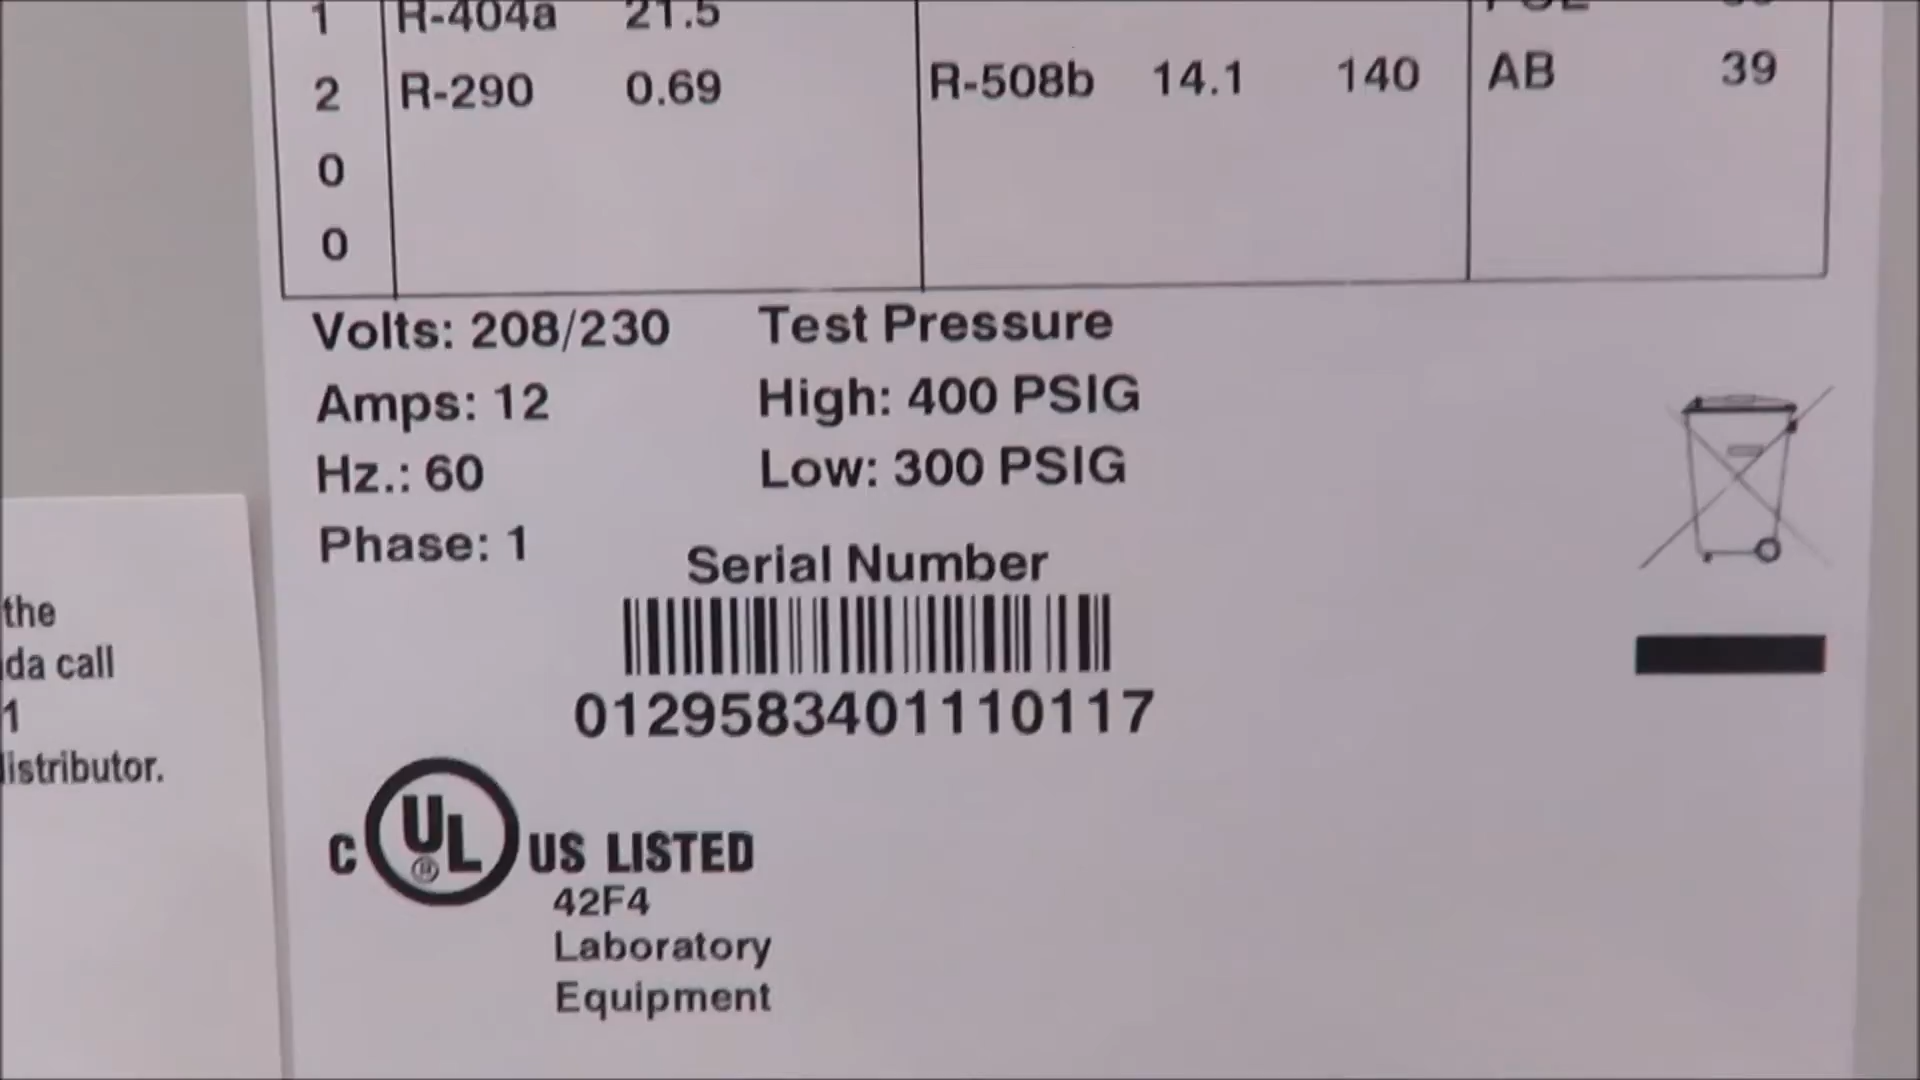 1 R-404a 21.5
2 R-290 0.69 R-508b 14.1 140 AB 39
0
0
Volts: 208/230 Test Pressure
Amps: 12 High: 400 PSIG
Hz.: 60 Low: 300 PSIG
Phase: 1 Serial Number
0129583401110117
the
da call
1
listributor.
C UL ® US LISTED
42F4
Laboratory
Equipment